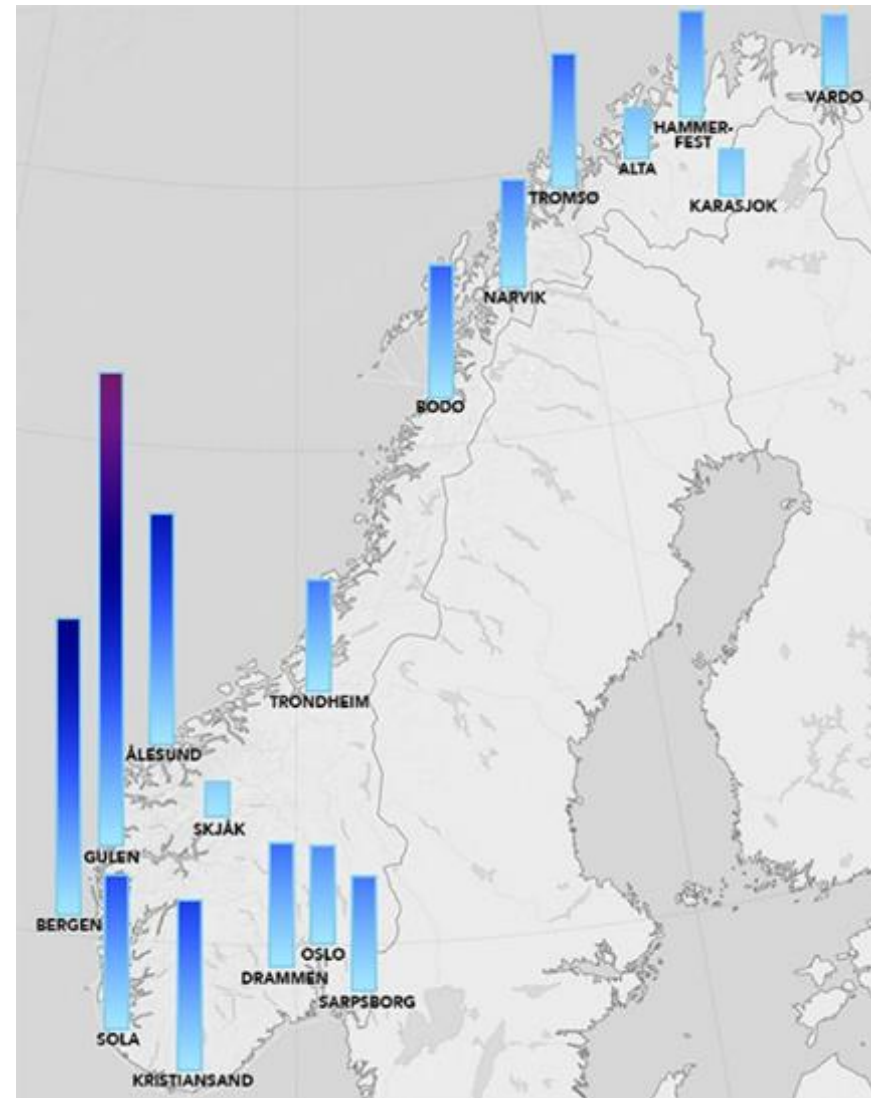 VARDØ
HAMMER-
FEST
ALTA
KARASJOK
TROMSØ
NARVIK
BODØ
TRONDHEIM
ÅLESUND
SKJÅK
GULEN
BERGEN
OSLO
DRAMMEN
SARPSBORG
SOLA
KRISTIANSAND